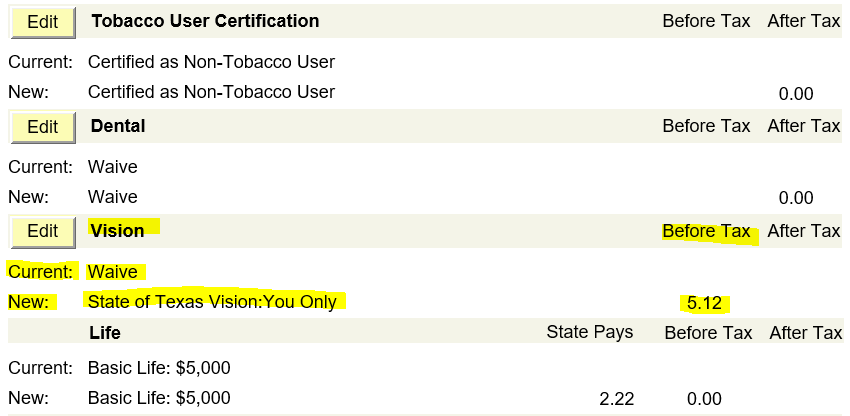 Edit Tobacco User Certification Before Tax After Tax
Current: Certified as Non-Tobacco User
New: Certified as Non-Tobacco User 0.00
Edit Dental Before Tax After Tax
Current: Waive
New: Waive 0.00
Edit Vision Before Tax After Tax
Current: Waive
New: State of Texas Vision:You Only 5.12
Life State Pays Before Tax After Tax
Current: Basic Life: $5,000
New: Basic Life: $5,000 2.22 0.00